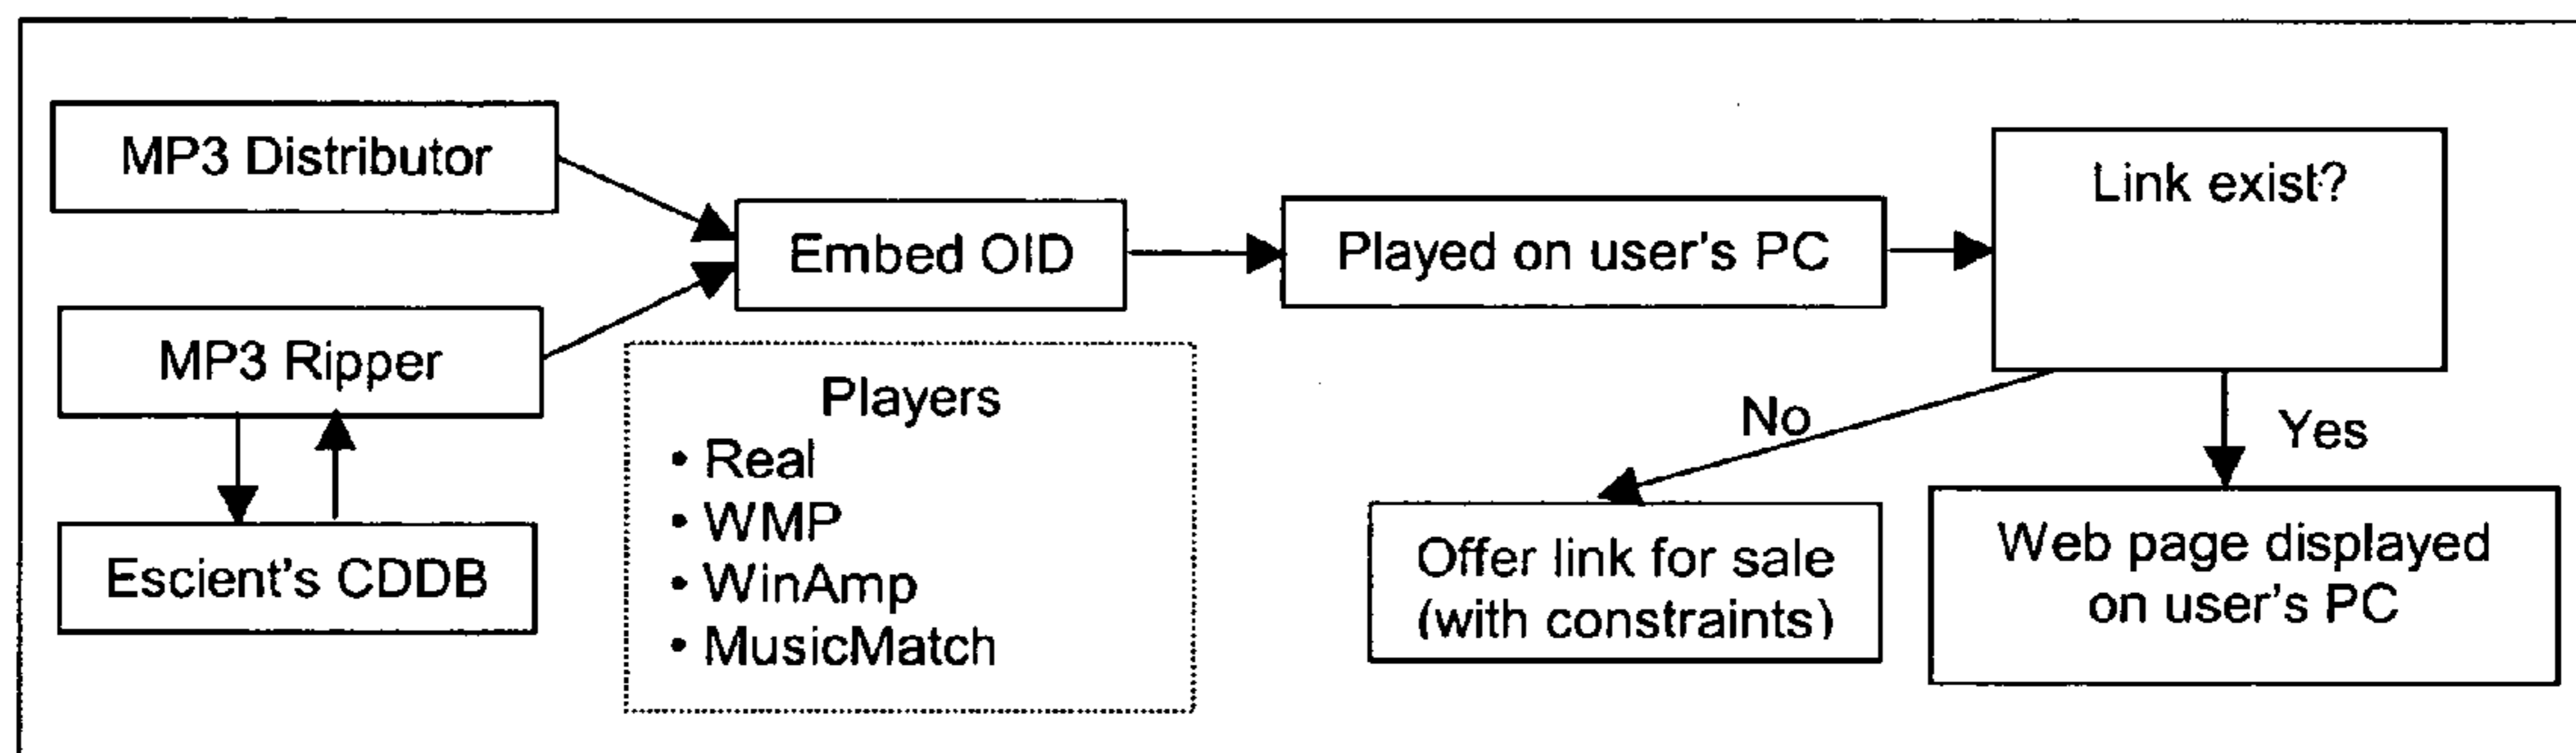 MP3 Distributor
MP3 Ripper
Escient's CDDB
Embed OID
Players
• Real
• WMP
• WinAmp
• MusicMatch
Played on user's PC
Link exist?
No
Yes
Offer link for sale
(with constraints)
Web page displayed
on user's PC